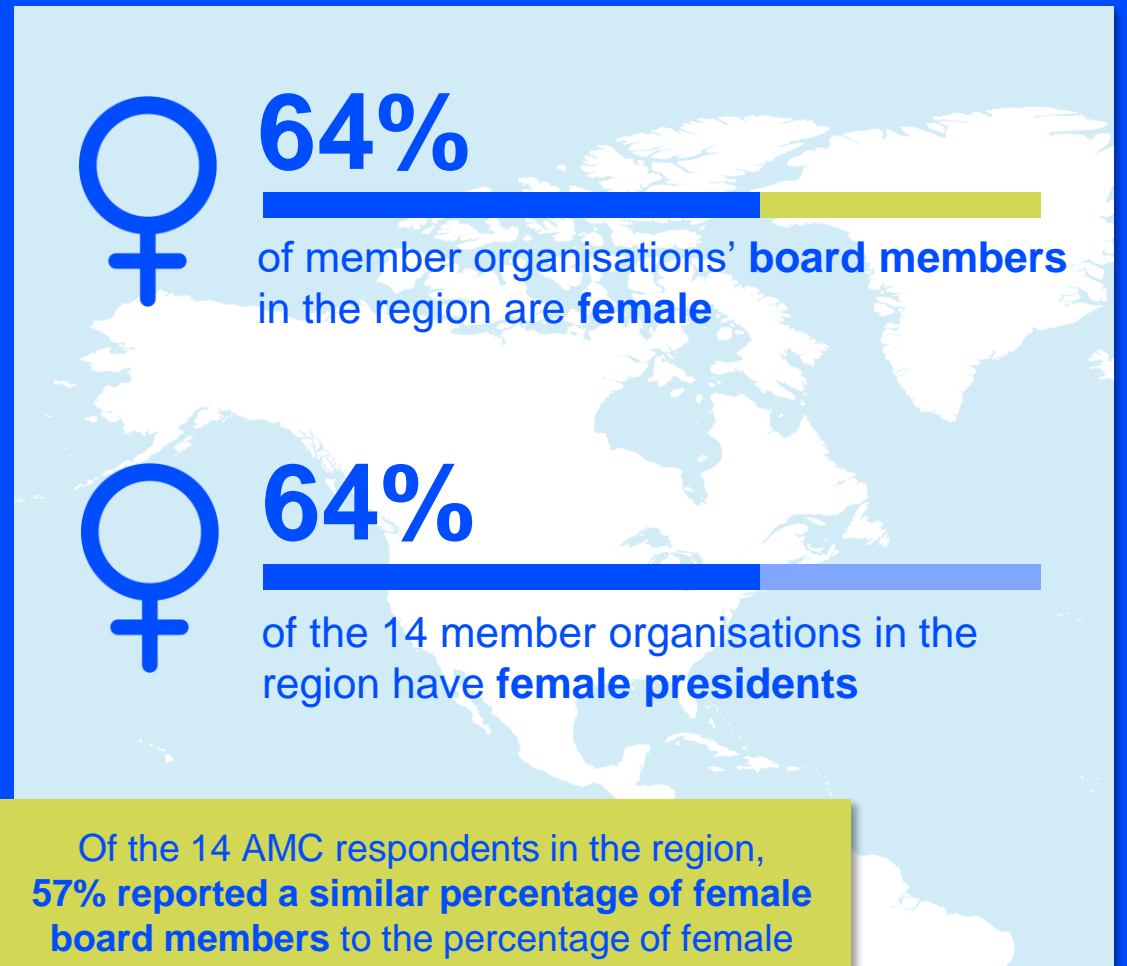 64%
of member organisations’ board members
in the region are female
64%
of the 14 member organisations in the
region have female presidents
Of the 14 AMC respondents in the region,
57% reported a similar percentage of female
board members to the percentage of female